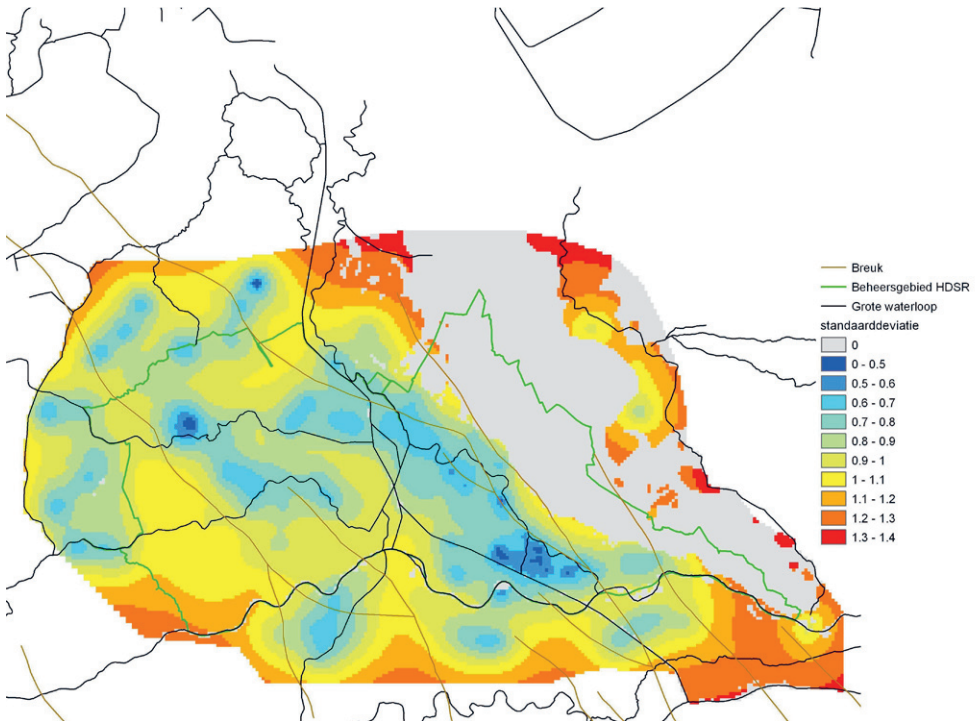 Breuk
Beheersgebied HDSR
Grote waterloop
standaarddeviatie
0
0 - 0.5
0.5 - 0.6
0.6 - 0.7
0.7 - 0.8
0.8 - 0.9
0.9 - 1
1 - 1.1
1.1 - 1.2
1.2 - 1.3
1.3 - 1.4